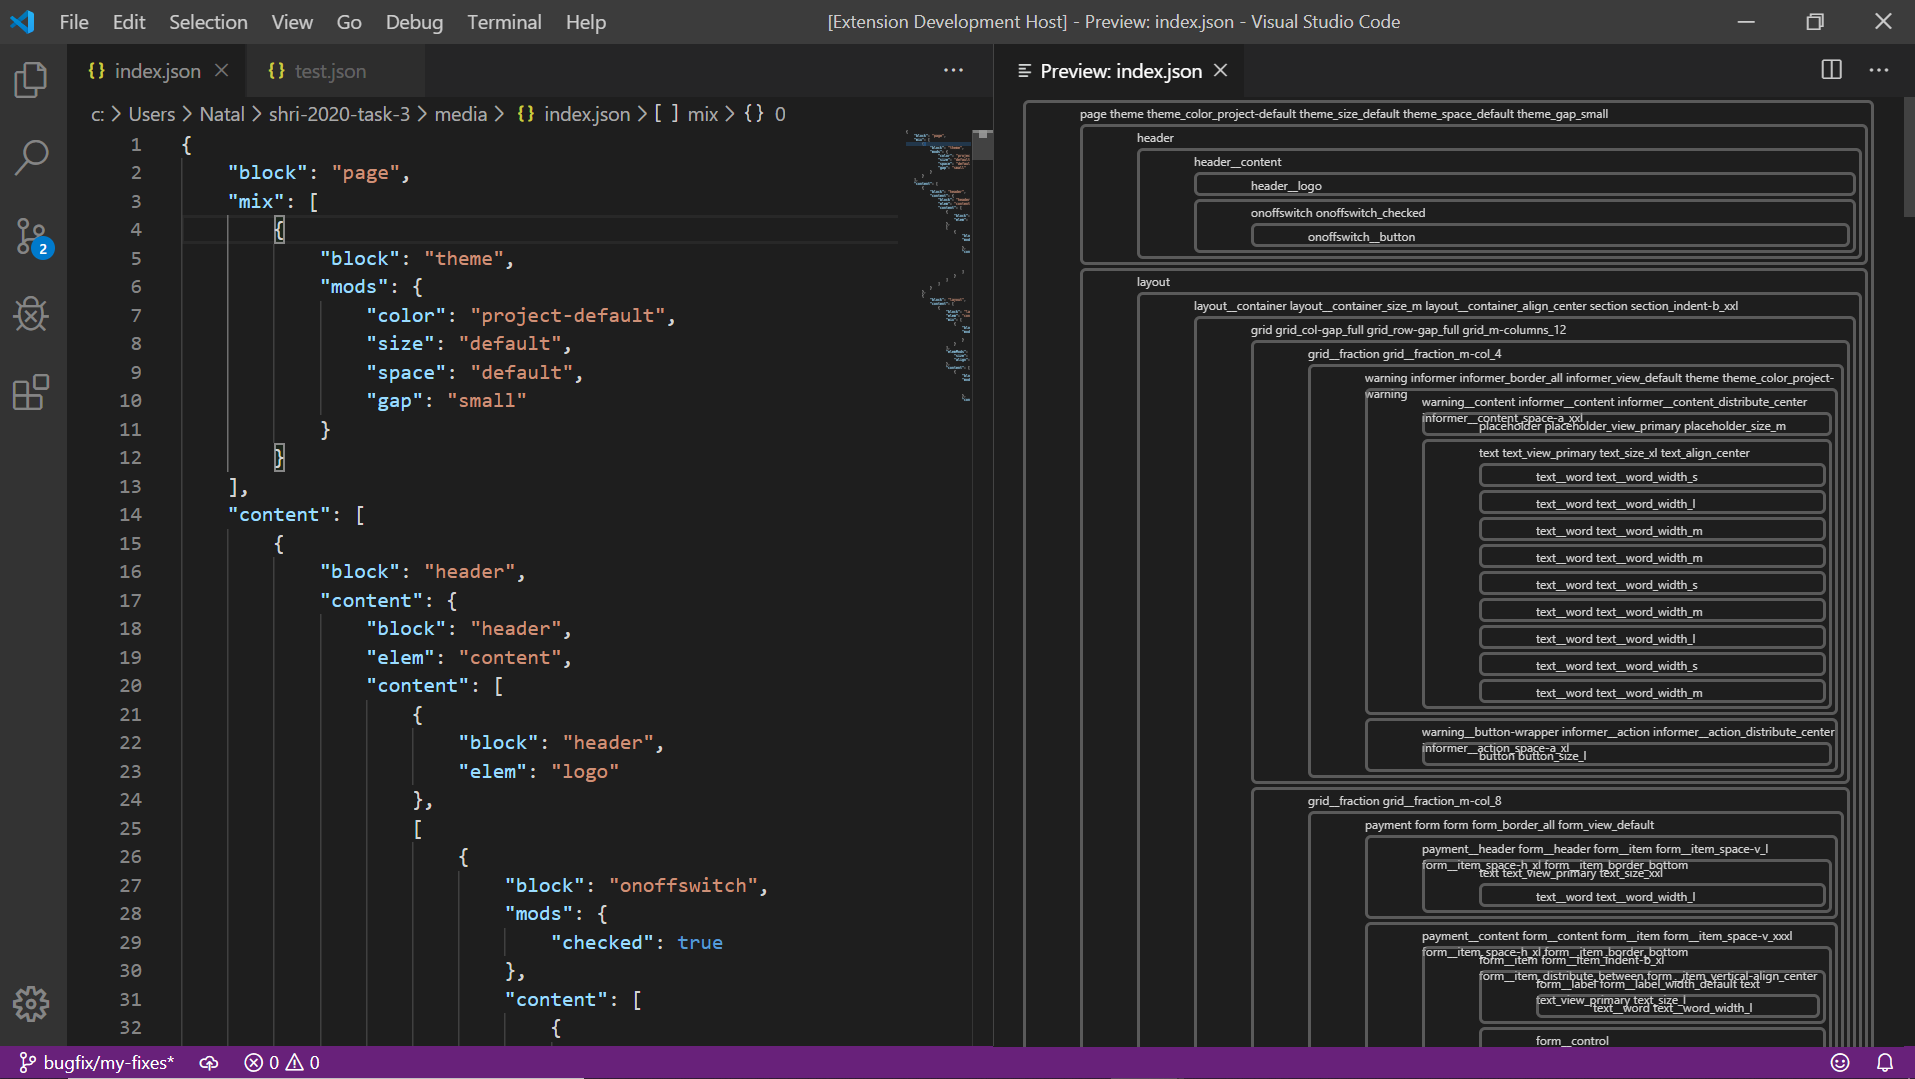 File Edit Selection View Go Debug Terminal Help
[Extension Development Host] - Preview: index.json - Visual Studio Code
{} index.json
{} test.json
Preview: index.json
c: > Users > Natal > shri-2020-task-3 > media > {} index.json > [ ] mix > {} 0
1 {
2 "block": "page",
3 "mix": [
4 {
5 "block": "theme",
6 "mods": {
7 "color": "project-default",
8 "size": "default",
9 "space": "default",
10 "gap": "small"
11 }
12 }
13 ],
14 "content": [
15 {
16 "block": "header",
17 "content": {
18 "block": "header",
19 "elem": "content",
20 "content": [
21 {
22 "block": "header",
23 "elem": "logo"
24 },
25 [
26 {
27 "block": "onoffswitch",
28 "mods": {
29 "checked": true
30 },
31 "content": [
32 {
page theme theme_color_project-default theme_size_default theme_space_default theme_gap_small
header
header__content
header__logo
onoffswitch onoffswitch_checked
onoffswitch__button
layout
layout__container layout__container_size_m layout__container_align_center section section_indent-b_xxl
grid grid_col-gap_full grid_row-gap_full grid_m-columns_12
grid__fraction grid__fraction_m-col_4
warning informer informer_border_all informer_view_default theme theme_color_project-
warning
warning__content informer__content informer__content_distribute_center
informer__content_space-a_xxl
placeholder placeholder_view_primary placeholder_size_m
text text_view_primary text_size_xl text_align_center
text__word text__word_width_s
text__word text__word_width_l
text__word text__word_width_m
text__word text__word_width_m
text__word text__word_width_s
text__word text__word_width_m
text__word text__word_width_l
text__word text__word_width_s
text__word text__word_width_m
warning__button-wrapper informer__action informer__action_distribute_center
informer__action_space-a_xl
button button_size_l
grid__fraction grid__fraction_m-col_8
payment form form form_border_all form_view_default
payment__header form__header form__item form__item_space-v_l
form__item_space-h_xl form__item_border_bottom
text text_view_primary text_size_xxl
text__word text__word_width_l
payment__content form__content form__item form__item_space-v_xxxl
form__item_space-h_xl form__item_border_bottom
form__item form__item_indent-b_xl
form__item_distribute_between form__item_vertical-align_center
form__label form__label_width_default text
text_view_primary text_size_l
text__word text__word_width_l
form__control
bugfix/my-fixes* 0 0
2